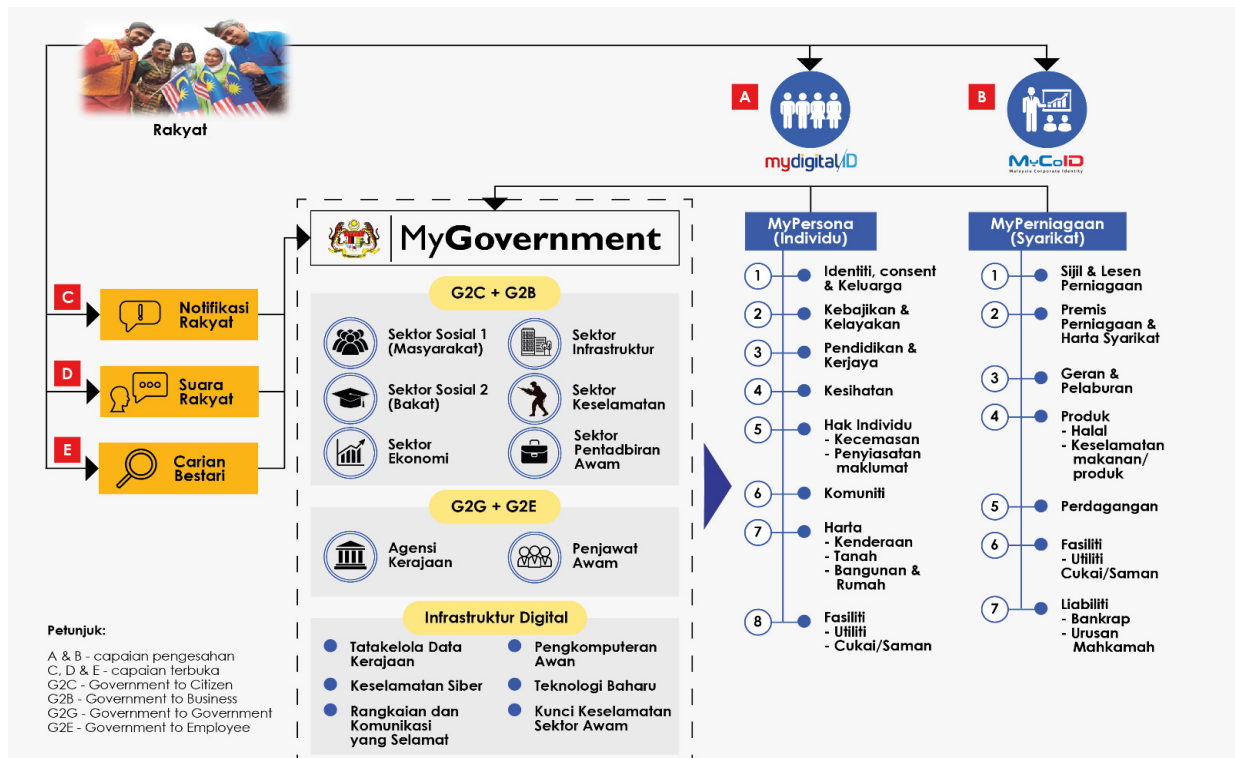 Rakyat
A
mydigital ID
B
MyCoID
Malaysia Corporate Identity
C
Notifikasi
Rakyat
D
Suara
Rakyat
E
Carian
Bestari
MyGovernment
G2C + G2B
Sektor Sosial 1
(Masyarakat)
Sektor
Infrastruktur
Sektor Sosial 2
(Bakat)
Sektor
Keselamatan
Sektor
Ekonomi
Sektor
Pentadbiran
Awam
G2G + G2E
Agensi
Kerajaan
Penjawat
Awam
Infrastruktur Digital
Tatakelola Data
Kerajaan
Keselamatan Siber
Rangkaian dan
Komunikasi
yang Selamat
Pengkomputeran
Awan
Teknologi Baharu
Kunci Keselamatan
Sektor Awam
MyPersona
(Individu)
1 Identiti, consent
& Keluarga
2 Kebajikan &
Kelayakan
3 Pendidikan &
Kerjaya
4 Kesihatan
5 Hak Individu
- Kecemasan
- Penyiasatan
maklumat
6 Komuniti
7 Harta
- Kenderaan
- Tanah
- Bangunan &
Rumah
8 Fasiliti
- Utiliti
- Cukai/Saman
MyPerniagaan
(Syarikat)
1 Sijil & Lesen
Perniagaan
2 Premis
Perniagaan &
Harta Syarikat
3 Geran &
Pelaburan
4 Produk
- Halal
- Keselamatan
makanan/
produk
5 Perdagangan
6 Fasiliti
- Utiliti
Cukai/Saman
7 Liabiliti
- Bankrap
- Urusan
Mahkamah
Petunjuk:
A & B - capaian pengesahan
C, D & E - capaian terbuka
G2C - Government to Citizen
G2B - Government to Business
G2G - Government to Government
G2E - Government to Employee